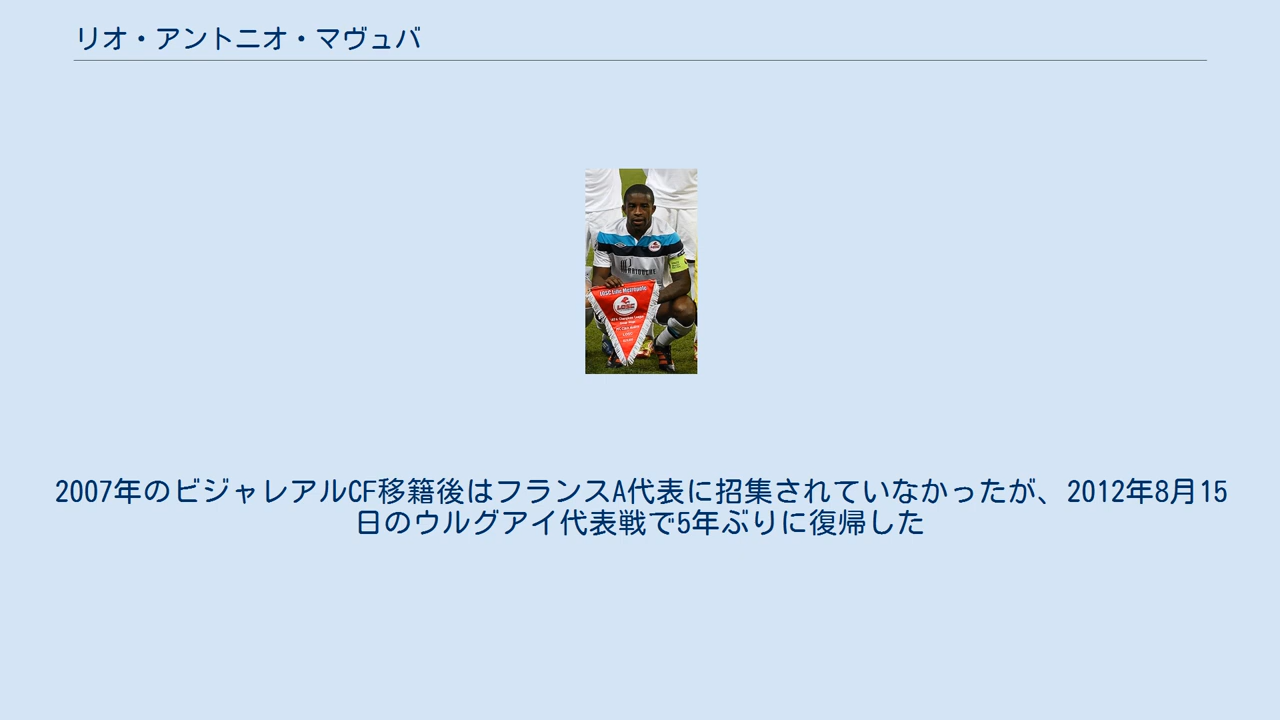 リオ・アントニオ・マヴュバ
LOSC Lille Metropole
LOSC
2007年のビジャレアルCF移籍後はフランスA代表に招集されていなかったが、2012年8月15
日のウルグアイ代表戦で5年ぶりに復帰した